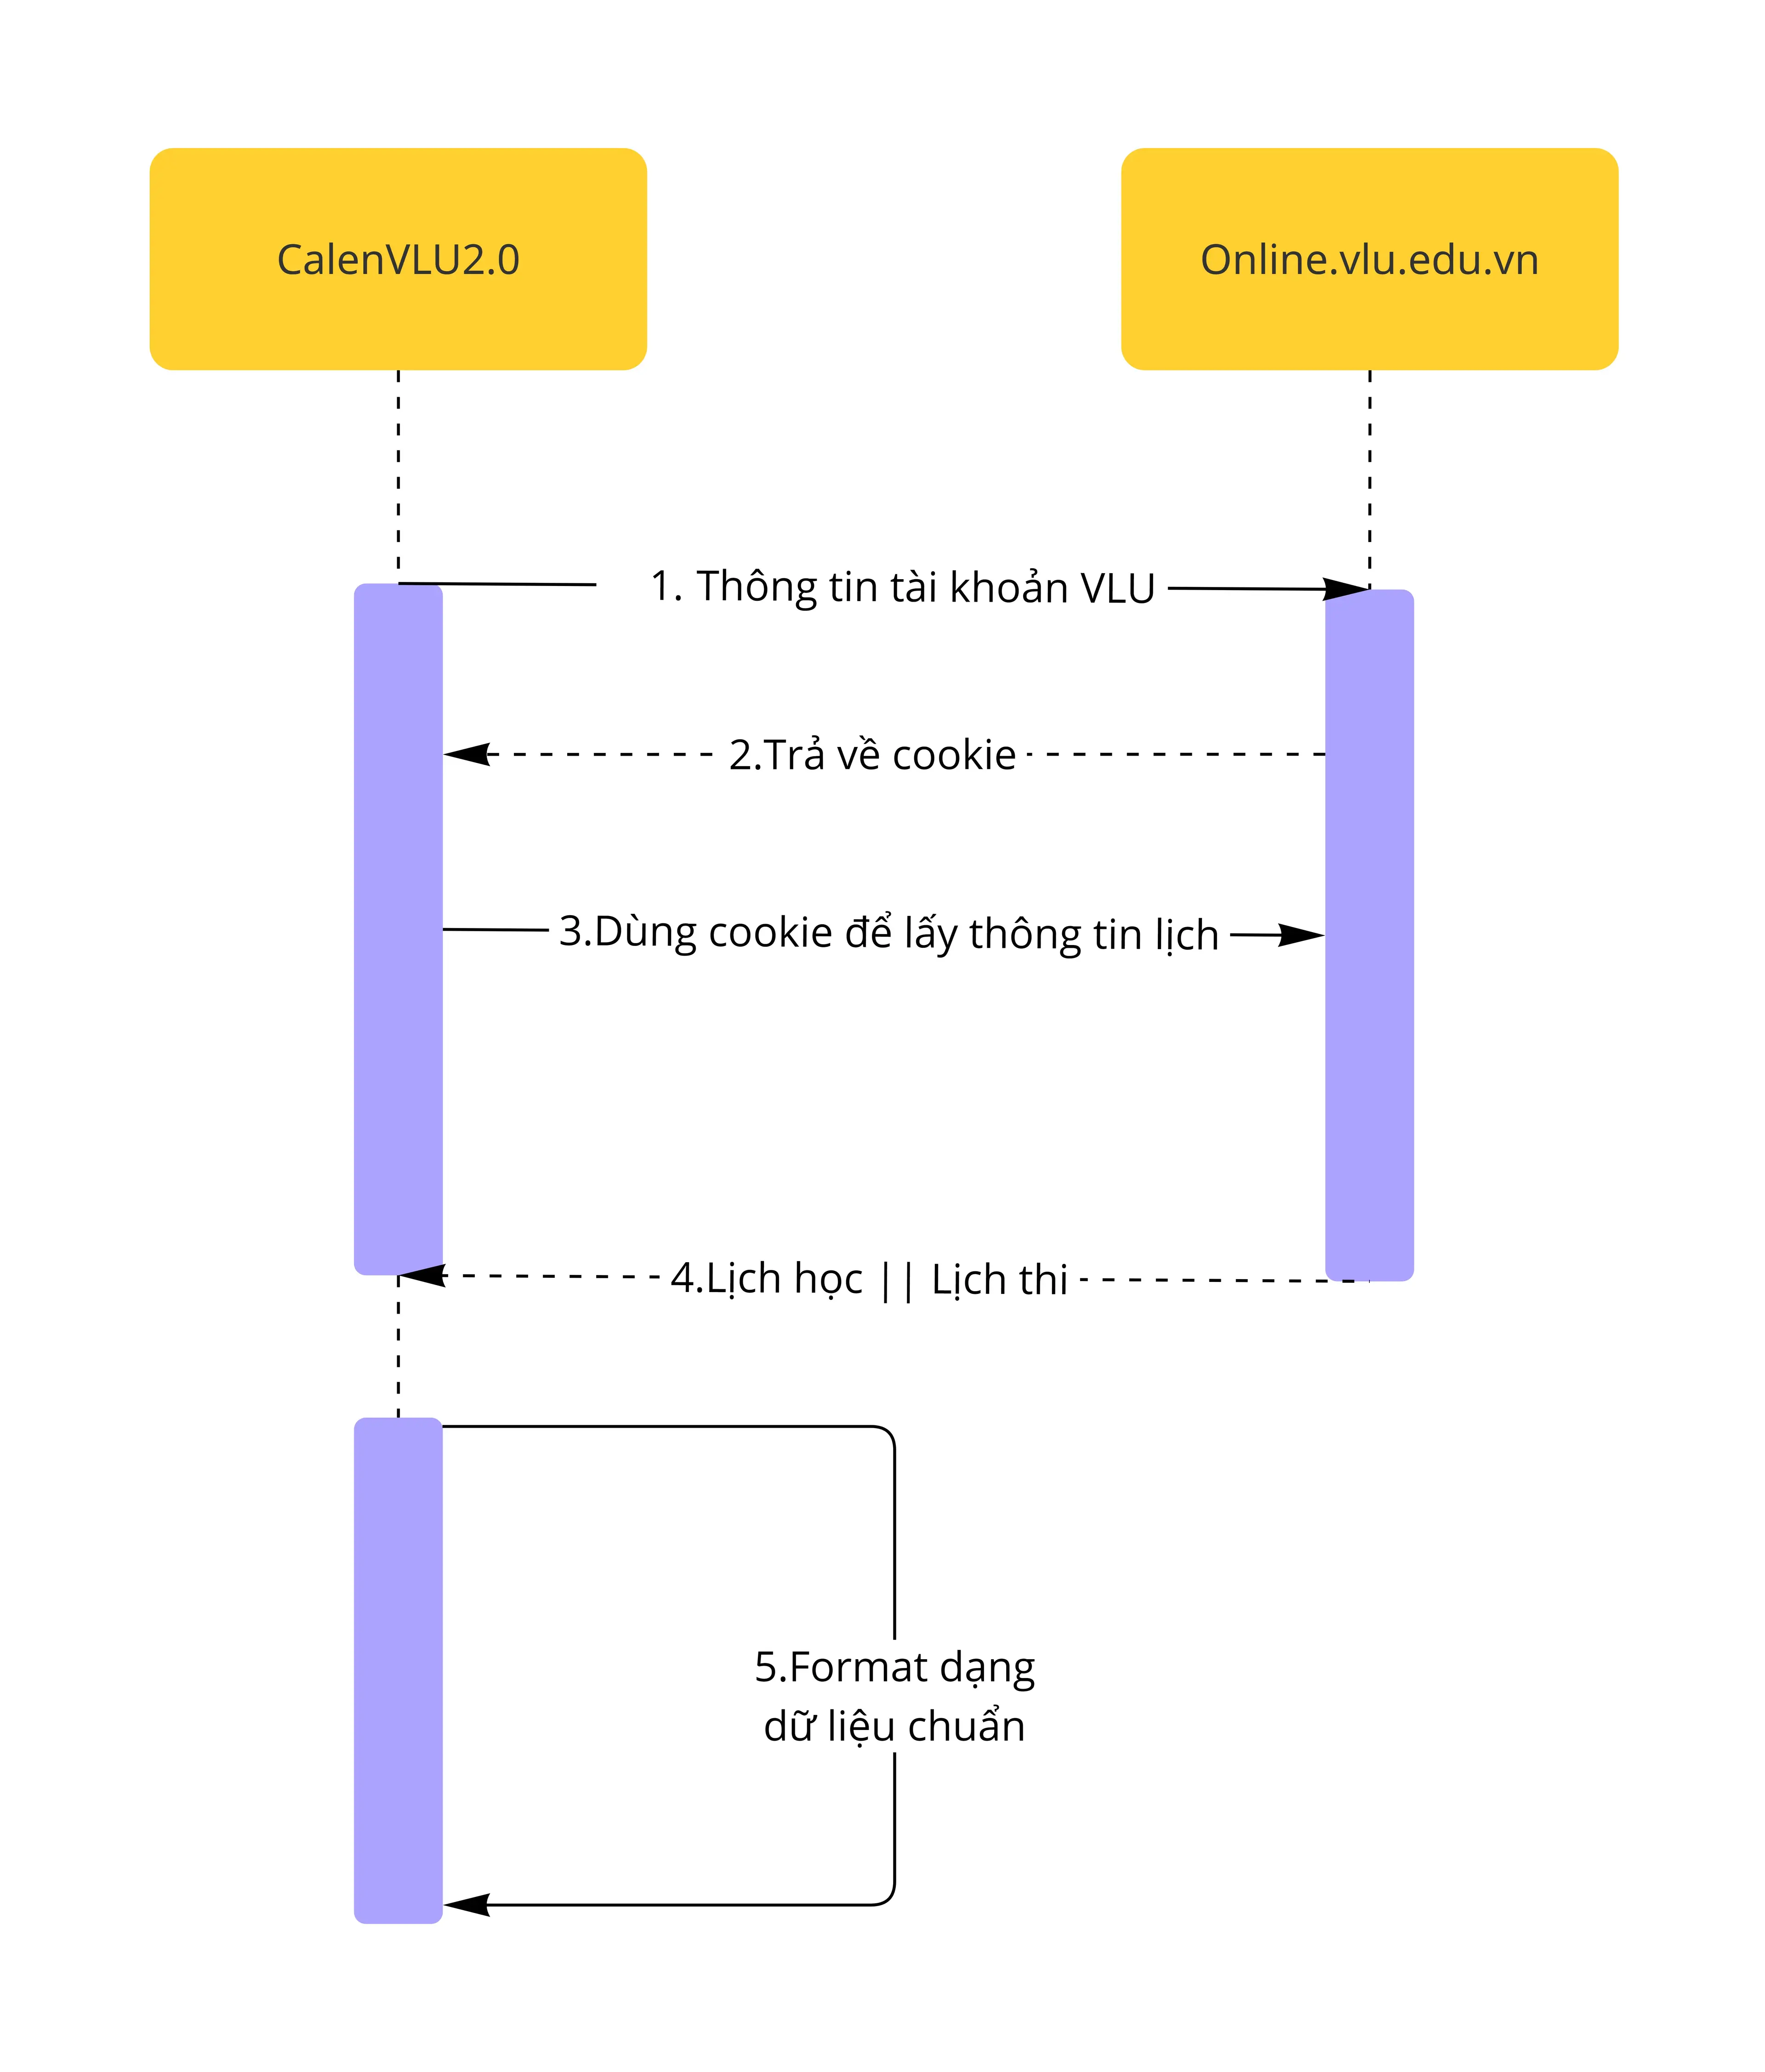 CalenVLU2.0
Online.vlu.edu.vn
1. Thông tin tài khoản VLU
2.Trả về cookie
3.Dùng cookie để lấy thông tin lịch
4.Lịch học || Lịch thi
5.Format dạng
dữ liệu chuẩn